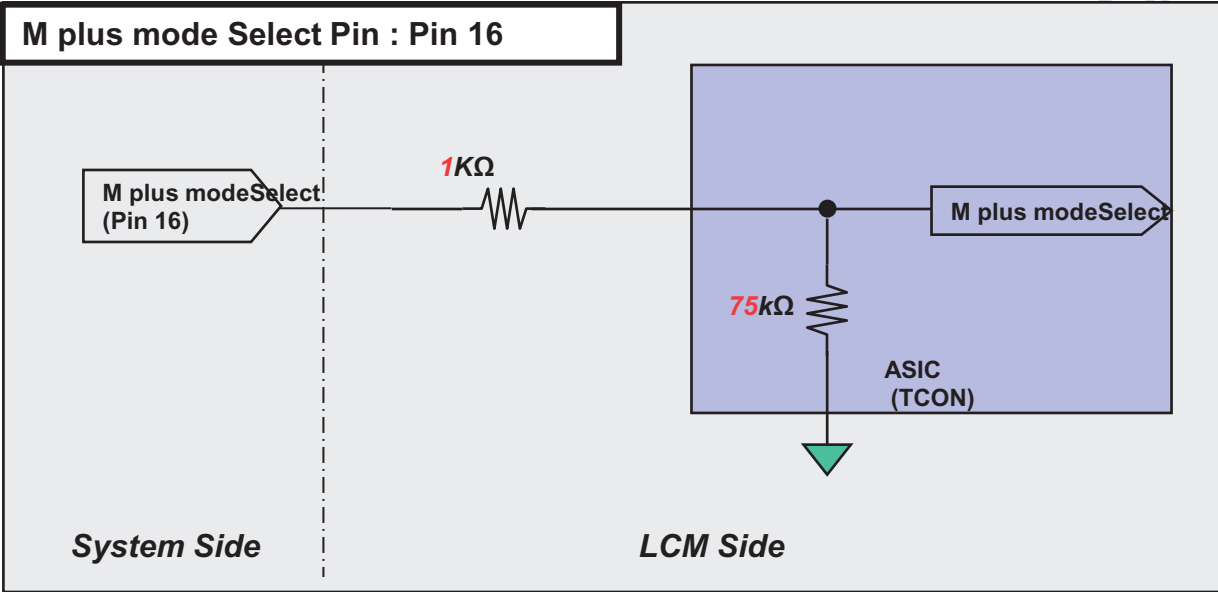 M plus mode Select Pin : Pin 16
1KΩ
M plus modeSelect
(Pin 16)
M plus modeSelect
75kΩ
ASIC
(TCON)
System Side
LCM Side